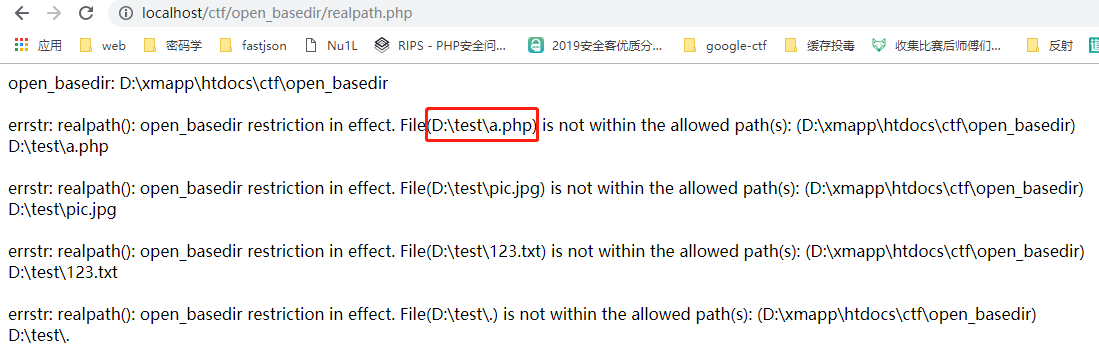 localhost/ctf/open_basedir/realpath.php
应用 web 密码学 fastjson Nu1L RIPS - PHP安全问... 2019安全客优质分... google-ctf 缓存投毒 收集比赛后师傅们... 反射
open_basedir: D:\xmapp\htdocs\ctf\open_basedir
errstr: realpath(): open_basedir restriction in effect. File(D:\test\a.php) is not within the allowed path(s): (D:\xmapp\htdocs\ctf\open_basedir)
D:\test\a.php
errstr: realpath(): open_basedir restriction in effect. File(D:\test\pic.jpg) is not within the allowed path(s): (D:\xmapp\htdocs\ctf\open_basedir)
D:\test\pic.jpg
errstr: realpath(): open_basedir restriction in effect. File(D:\test\123.txt) is not within the allowed path(s): (D:\xmapp\htdocs\ctf\open_basedir)
D:\test\123.txt
errstr: realpath(): open_basedir restriction in effect. File(D:\test\.) is not within the allowed path(s): (D:\xmapp\htdocs\ctf\open_basedir)
D:\test\.